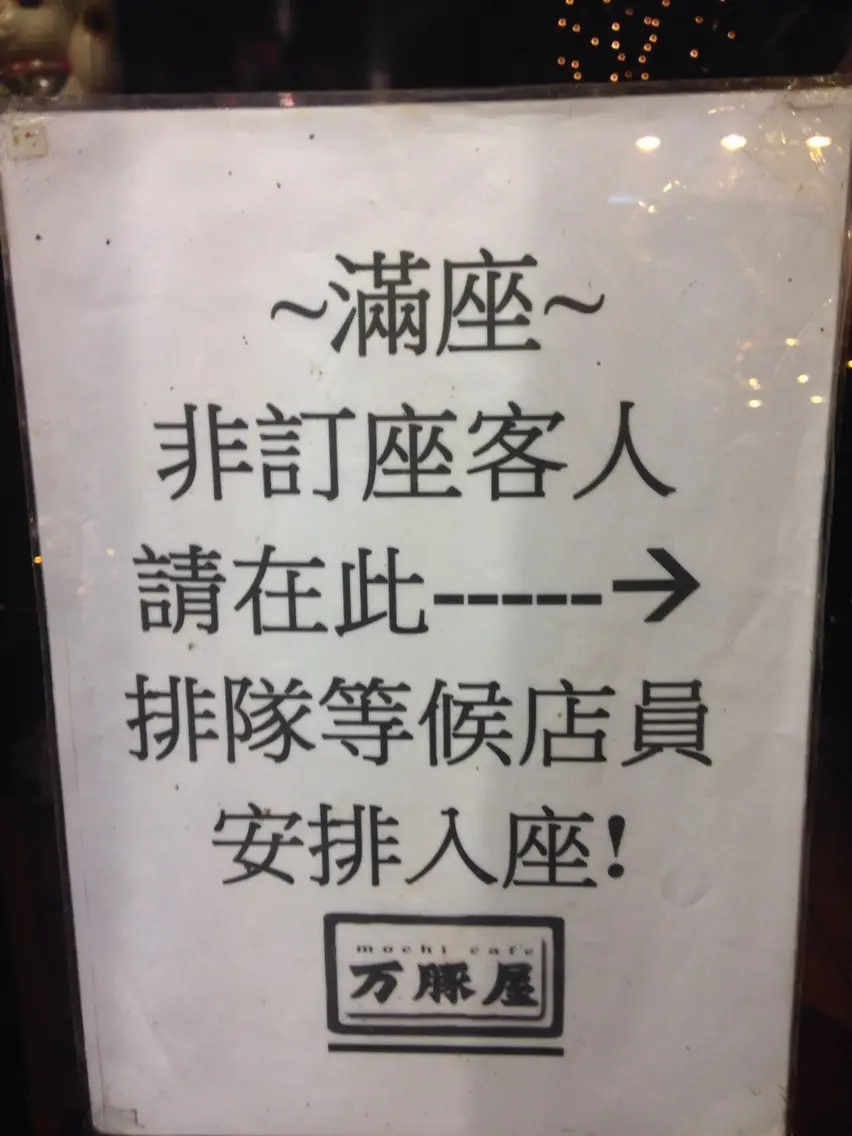 ~滿座~
非訂座客人
請在此-----→
排隊等候店員
安排入座!
mochi cafe
万豚屋